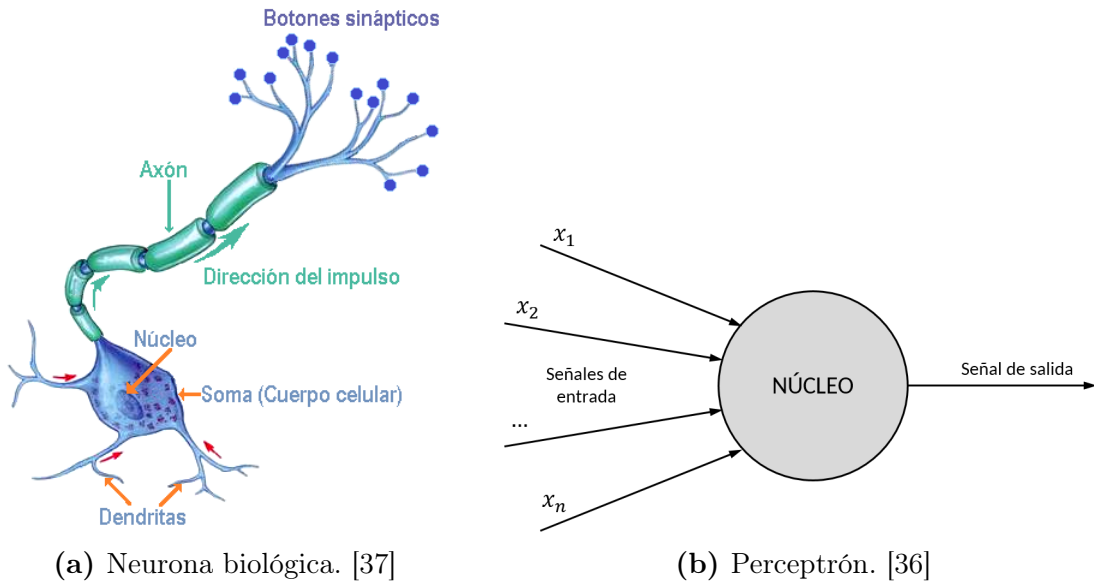 Botones sinápticos
Axón
Dirección del impulso
Núcleo
Soma (Cuerpo celular)
Dendritas
(a) Neurona biológica. [37]
x₁
x₂
Señales de
entrada
...
xₙ
NÚCLEO
Señal de salida
(b) Perceptrón. [36]